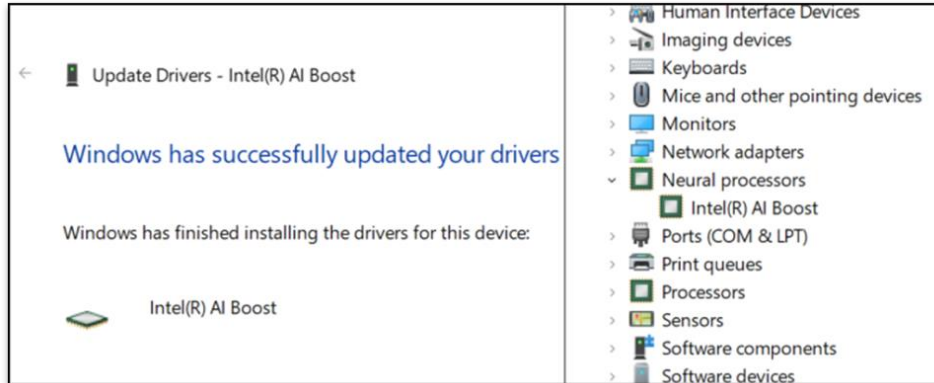 Update Drivers - Intel(R) AI Boost
Windows has successfully updated your drivers
Windows has finished installing the drivers for this device:
Intel(R) AI Boost
Human Interface Devices
Imaging devices
Keyboards
Mice and other pointing devices
Monitors
Network adapters
Neural processors
Intel(R) AI Boost
Ports (COM & LPT)
Print queues
Processors
Sensors
Software components
Software devices